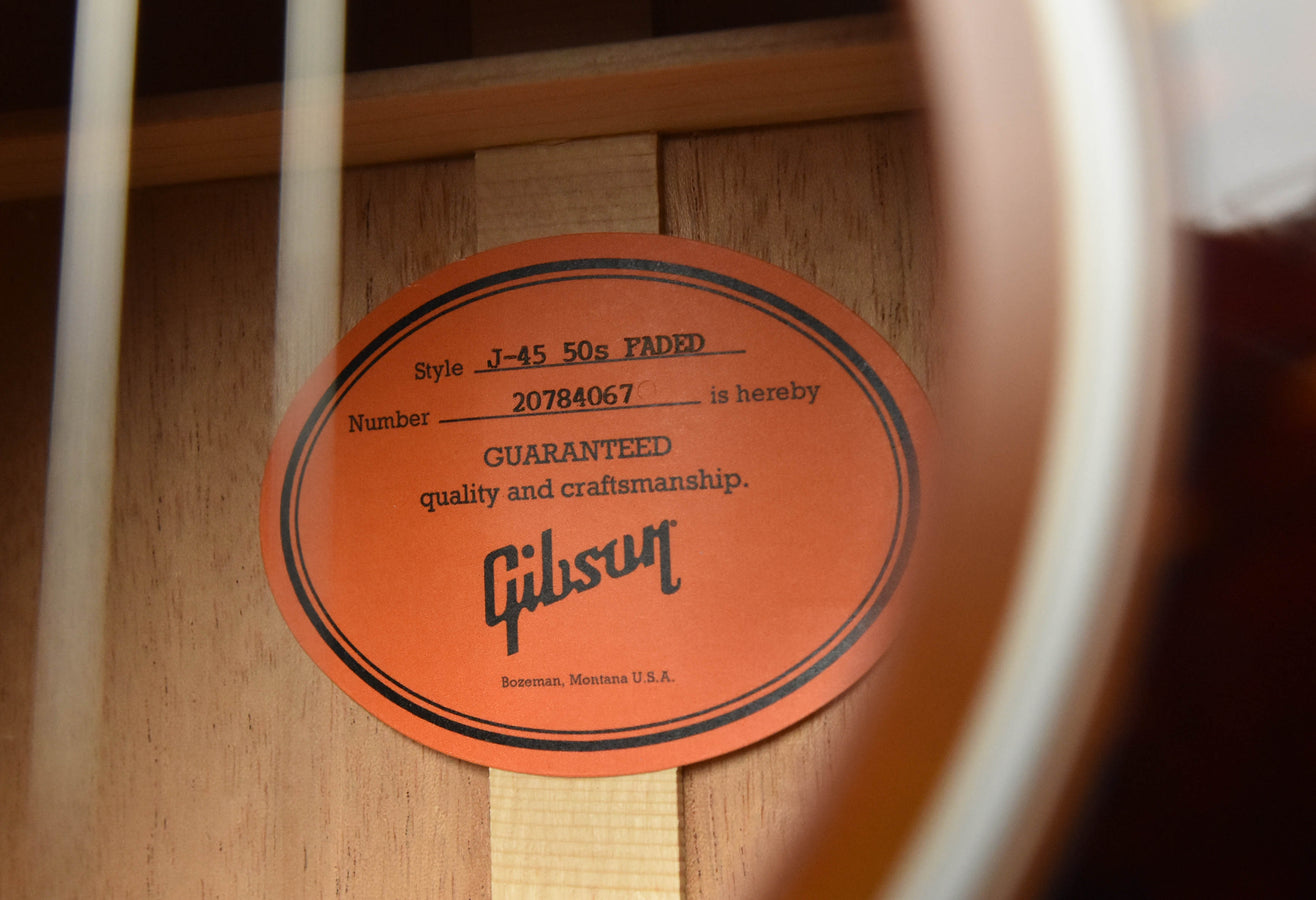 Style J-45 50s FADED
Number 20784067 is hereby
GUARANTEED
quality and craftsmanship.
Gibson
Bozeman, Montana U.S.A.